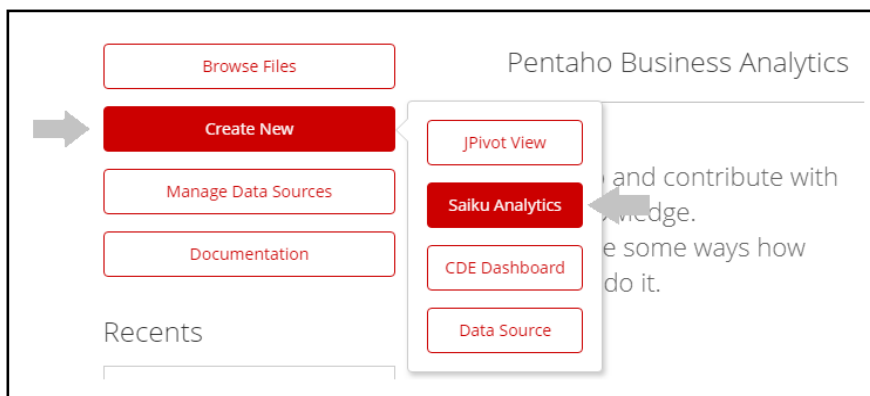 Browse Files
Create New
Manage Data Sources
Documentation
Recents
JPivot View
Saiku Analytics
CDE Dashboard
Data Source
Pentaho Business Analytics
and contribute with
some ways how
do it.